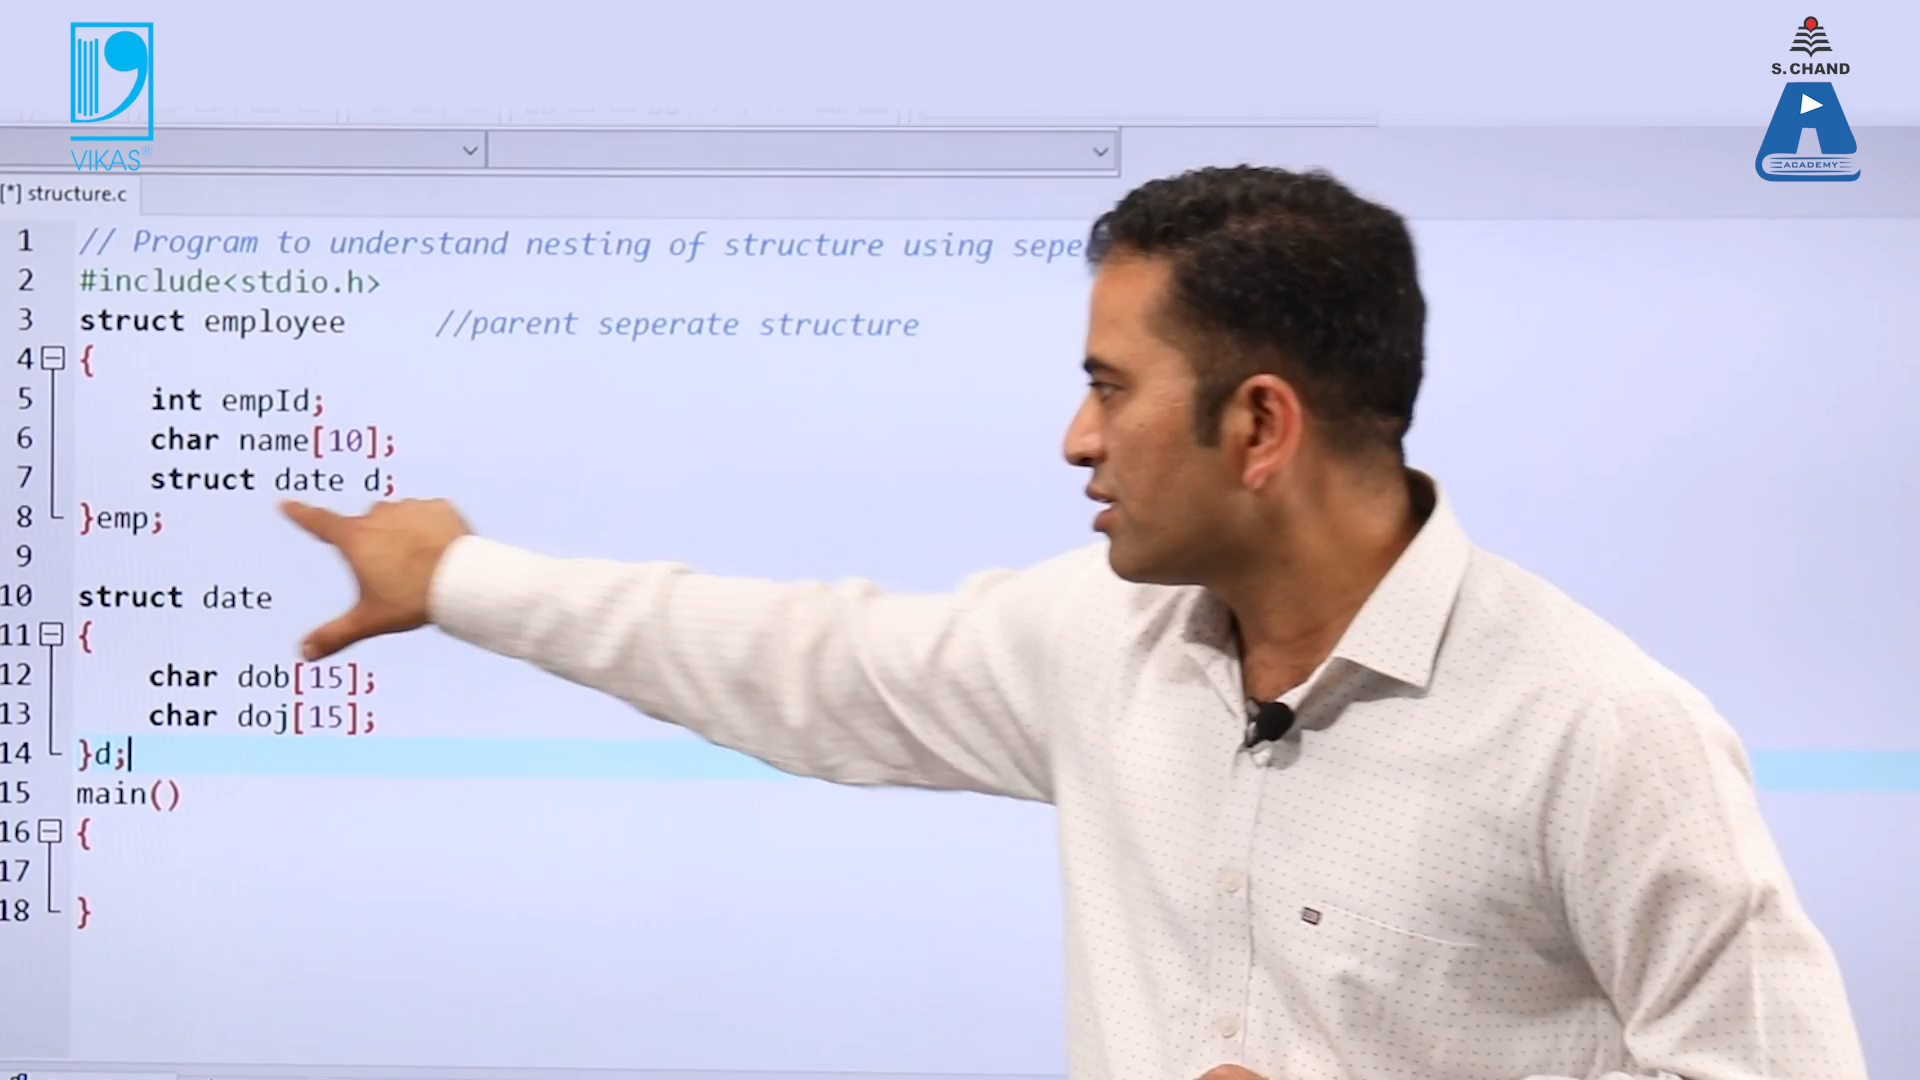 VIKAS®
S. CHAND
ACADEMY
[*] structure.c
1 // Program to understand nesting of structure using
2 #include<stdio.h>
3 struct employee //parent seperate structure
4 {
5 int empId;
6 char name[10];
7 struct date d;
8 }emp;
9
10 struct date
11 {
12 char dob[15];
13 char doj[15];
14 }d;
15 main()
16 {
17
18 }